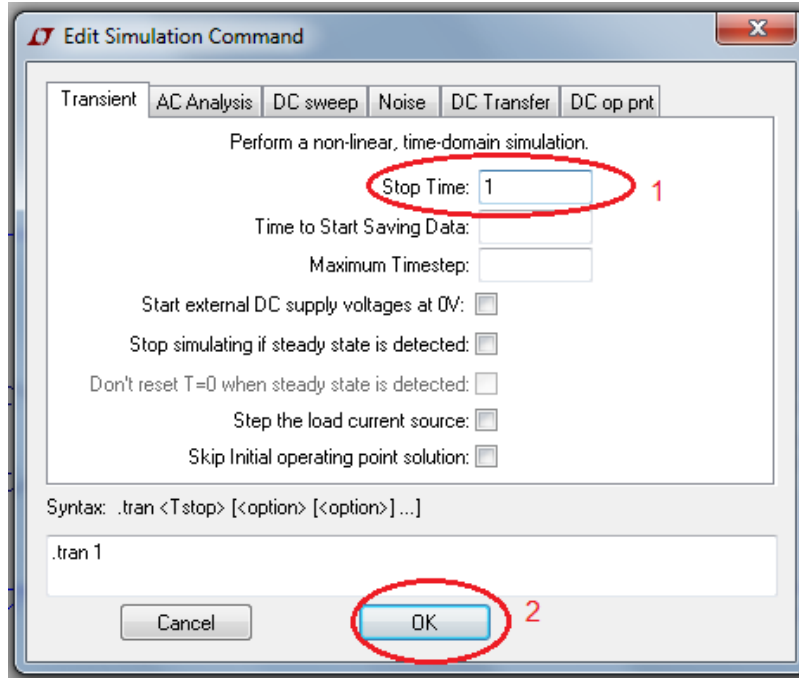 Edit Simulation Command
Transient AC Analysis DC sweep Noise DC Transfer DC op pnt
Perform a non-linear, time-domain simulation.
Stop Time: 1 1
Time to Start Saving Data:
Maximum Timestep:
Start external DC supply voltages at 0V:
Stop simulating if steady state is detected:
Don't reset T=0 when steady state is detected:
Step the load current source:
Skip Initial operating point solution:
Syntax: .tran <Tstop> [<option> [<option>] ...]
.tran 1
Cancel OK 2